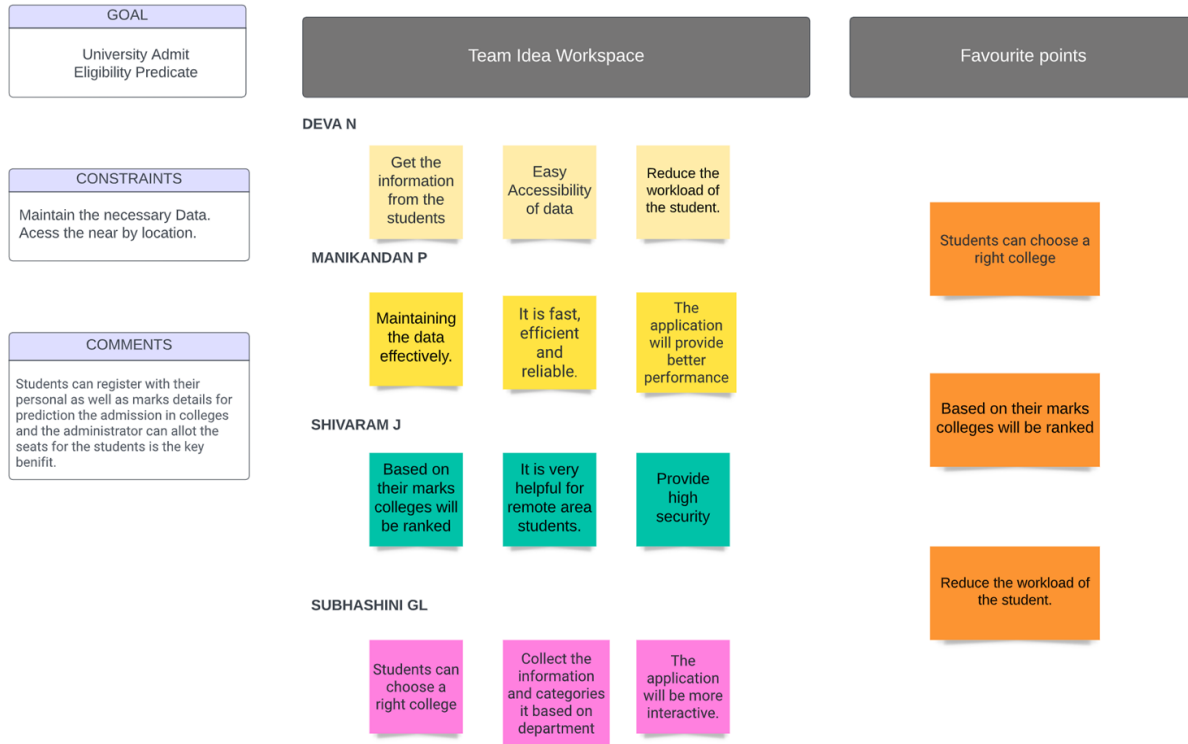 GOAL
University Admit
Eligibility Predicate
CONSTRAINTS
Maintain the necessary Data.
Acess the near by location.
COMMENTS
Students can register with their
personal as well as marks details for
prediction the admission in colleges
and the administrator can allot the
seats for the students is the key
benifit.
Team Idea Workspace
DEVA N
Get the
information
from the
students
Easy
Accessibility
of data
Reduce the
workload of
the student.
MANIKANDAN P
Maintaining
the data
effectively.
It is fast,
efficient
and
reliable.
The
application
will provide
better
performance
SHIVARAM J
Based on
their marks
colleges will
be ranked
It is very
helpful for
remote area
students.
Provide
high
security
SUBHASHINI GL
Students can
choose a
right college
Collect the
information
and categories
it based on
department
The
application
will be more
interactive.
Favourite points
Students can choose a
right college
Based on their marks
colleges will be ranked
Reduce the workload of
the student.